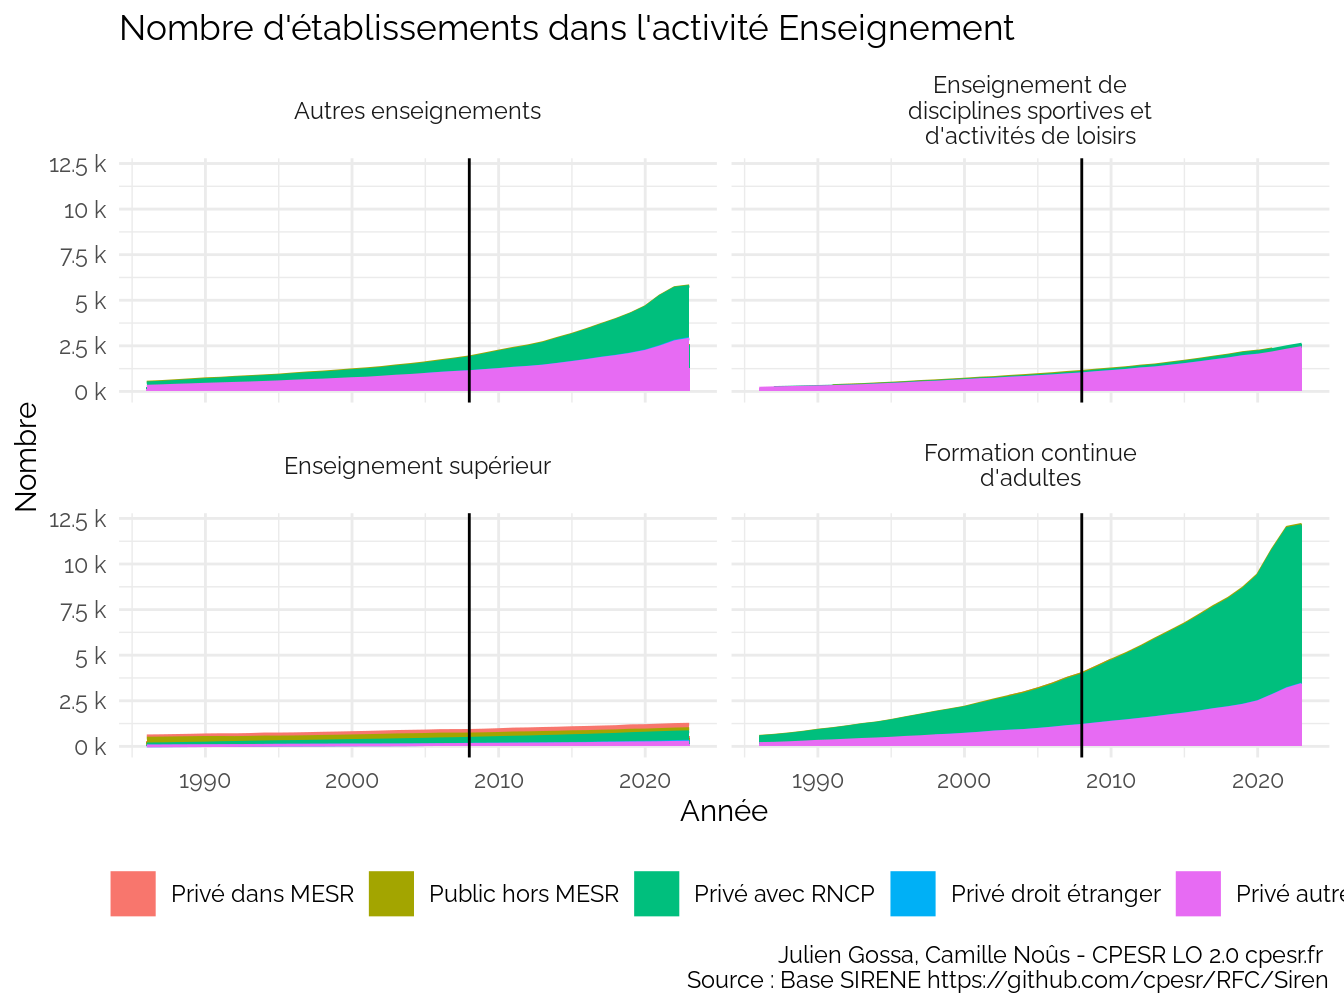 Nombre d'établissements dans l'activité Enseignement
Autres enseignements
Enseignement de
disciplines sportives et
d'activités de loisirs
12.5 k
10 k
7.5 k
5 k
2.5 k
0 k
Nombre
Enseignement supérieur
Formation continue
d'adultes
12.5 k
10 k
7.5 k
5 k
2.5 k
0 k
1990 2000 2010 2020
1990 2000 2010 2020
Année
Privé dans MESR Public hors MESR Privé avec RNCP Privé droit étranger Privé autre
Julien Gossa, Camille Noûs - CPESR LO 2.0 cpesr.fr
Source : Base SIRENE https://github.com/cpesr/RFC/Siren